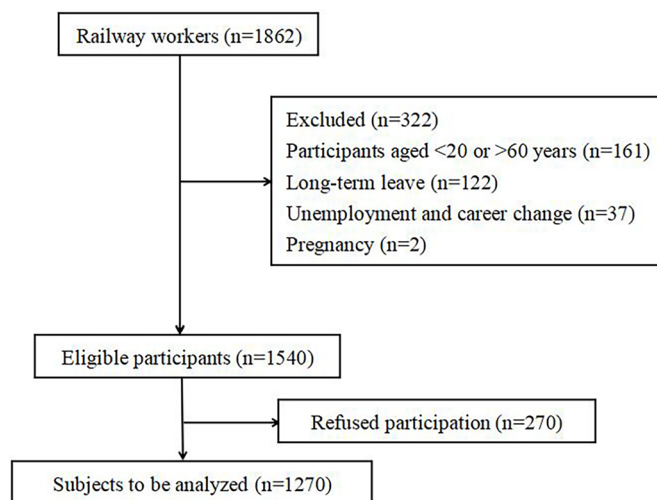 Railway workers (n=1862)
Excluded (n=322)
Participants aged <20 or >60 years (n=161)
Long-term leave (n=122)
Unemployment and career change (n=37)
Pregnancy (n=2)
Eligible participants (n=1540)
Refused participation (n=270)
Subjects to be analyzed (n=1270)